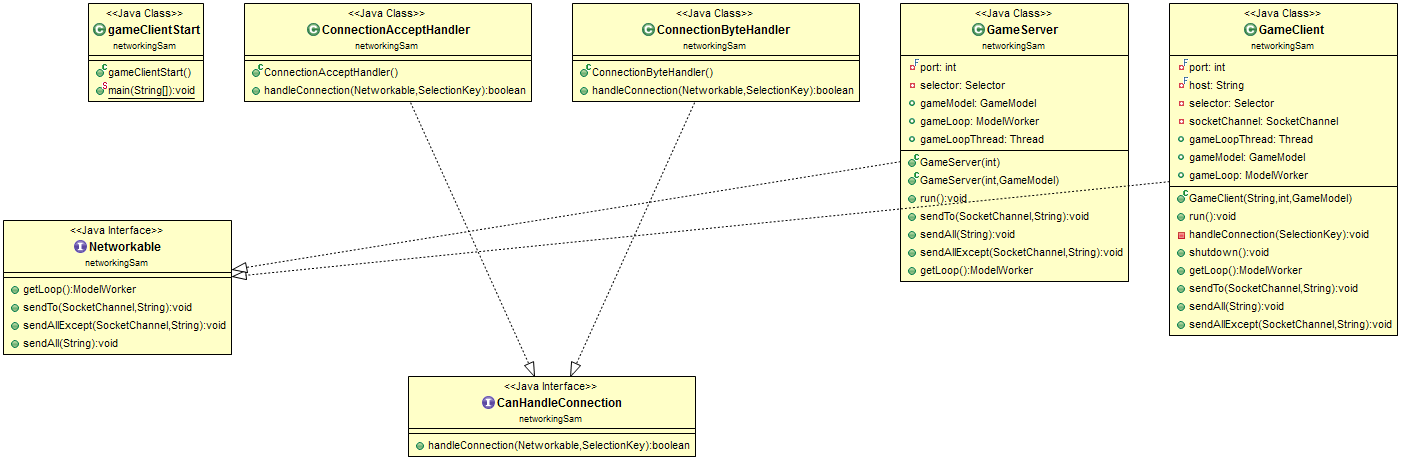 <<Java Class>>
gameClientStart
networkingSam
gameClientStart()
main(String[]):void
<<Java Class>>
ConnectionAcceptHandler
networkingSam
ConnectionAcceptHandler()
handleConnection(Networkable,SelectionKey):boolean
<<Java Class>>
ConnectionByteHandler
networkingSam
ConnectionByteHandler()
handleConnection(Networkable,SelectionKey):boolean
<<Java Class>>
GameServer
networkingSam
port: int
selector: Selector
gameModel: GameModel
gameLoop: ModelWorker
gameLoopThread: Thread
GameServer(int)
GameServer(int,GameModel)
run():void
sendTo(SocketChannel,String):void
sendAll(String):void
sendAllExcept(SocketChannel,String):void
getLoop():ModelWorker
<<Java Class>>
GameClient
networkingSam
port: int
host: String
selector: Selector
socketChannel: SocketChannel
gameLoopThread: Thread
gameModel: GameModel
gameLoop: ModelWorker
GameClient(String,int,GameModel)
run():void
handleConnection(SelectionKey):void
shutdown():void
getLoop():ModelWorker
sendTo(SocketChannel,String):void
sendAll(String):void
sendAllExcept(SocketChannel,String):void
<<Java Interface>>
Networkable
networkingSam
getLoop():ModelWorker
sendTo(SocketChannel,String):void
sendAllExcept(SocketChannel,String):void
sendAll(String):void
<<Java Interface>>
CanHandleConnection
networkingSam
handleConnection(Networkable,SelectionKey):boolean